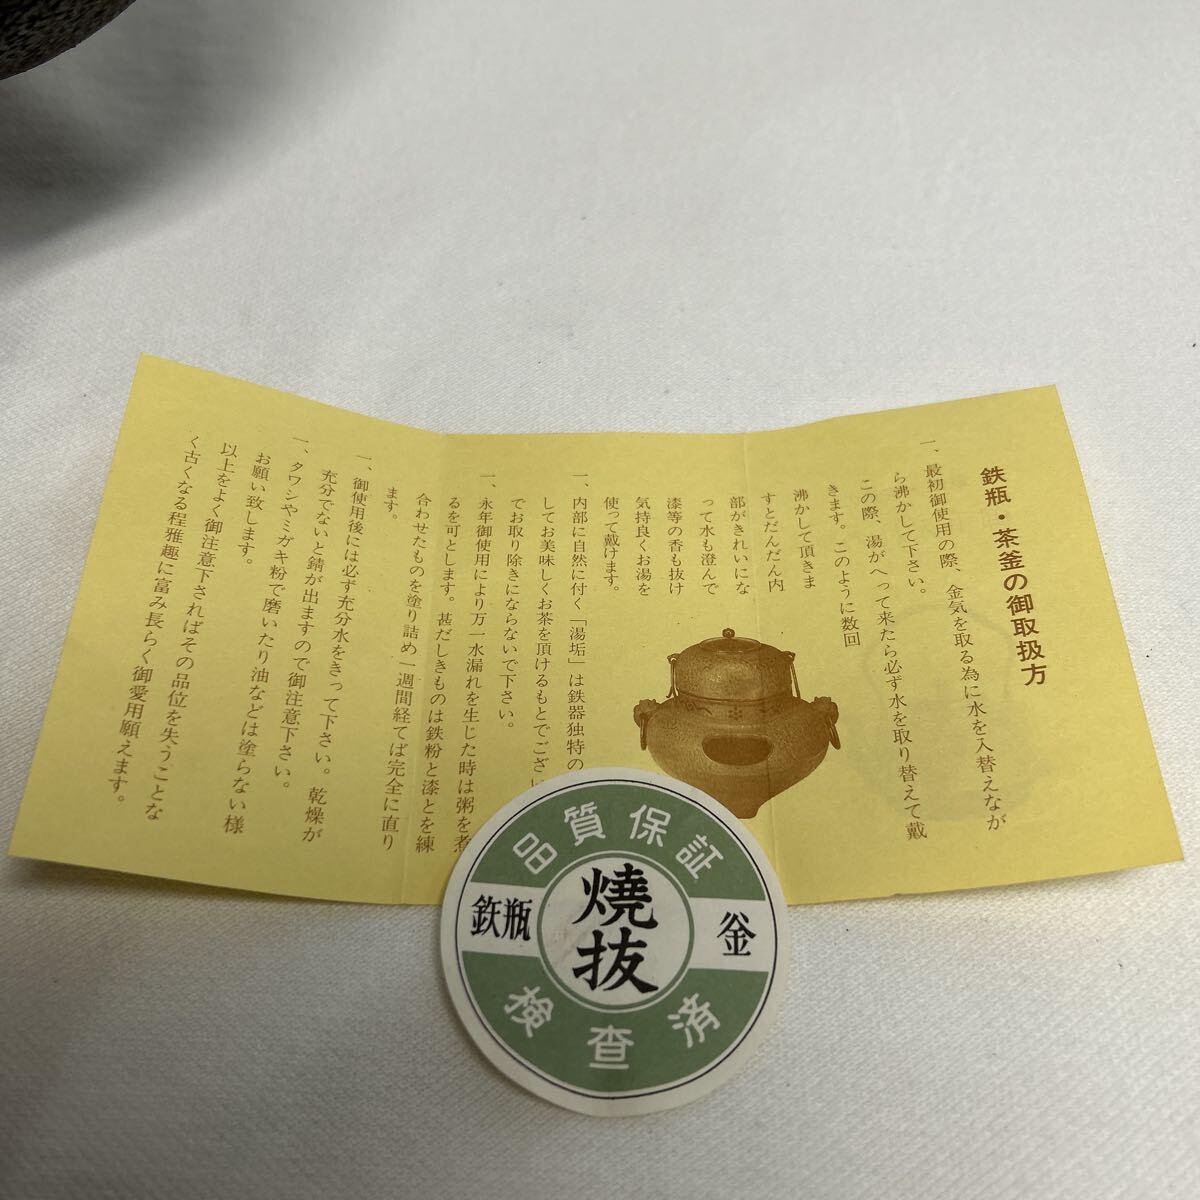 鉄瓶・茶釜の御取扱方
一、最初御使用の際、金気を取る為に水を入替えなが
ら沸かして下さい。
この際、湯がへって来たら必ず水を取り替えて戴
きます。このように数回
沸かして頂きま
すとだんだん内
部がきれいにな
って水も澄んで
漆等の香も抜け
気持良くお湯を
使って戴けます。
一、内部に自然に付く「湯垢」は鉄器独特の
してお美味しくお茶を頂けるもとでござい
でお取り除きにならないで下さい。
一、永年御使用により万一水漏れを生じた時は粥を煮
るを可とします。甚だしきものは鉄粉と漆とを練
合わせたものを塗り詰め一週間経てば完全に直り
ます。
一、御使用後には必ず充分水をきって下さい。乾燥が
充分でないと錆が出ますので御注意下さい。
一、タワシやミガキ粉で磨いたり油などは塗らない様
お願い致します。
以上をよく御注意下さればその品位を失うことな
く古くなる程雅趣に富み長らく御愛用願えます。
品質保証
鉄瓶
燒抜
釜
検査済